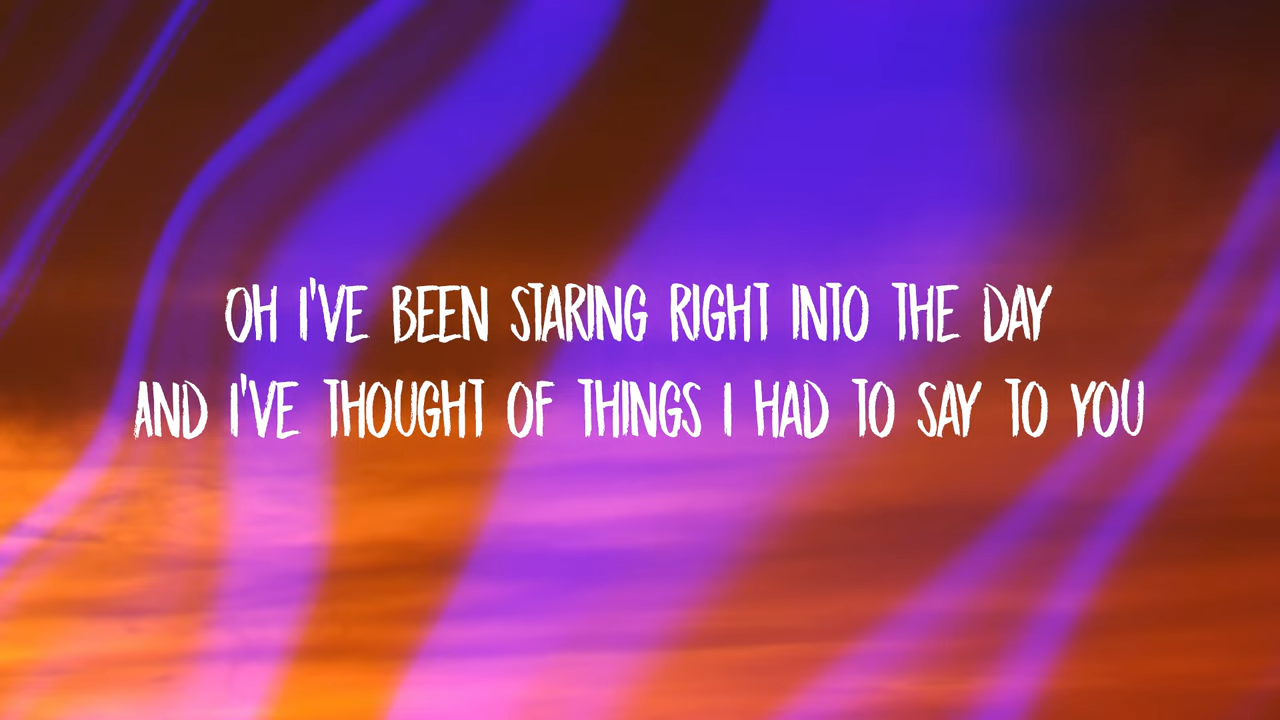 OH I'VE BEEN STARING RIGHT INTO THE DAY
AND I'VE THOUGHT OF THINGS I HAD TO SAY TO YOU